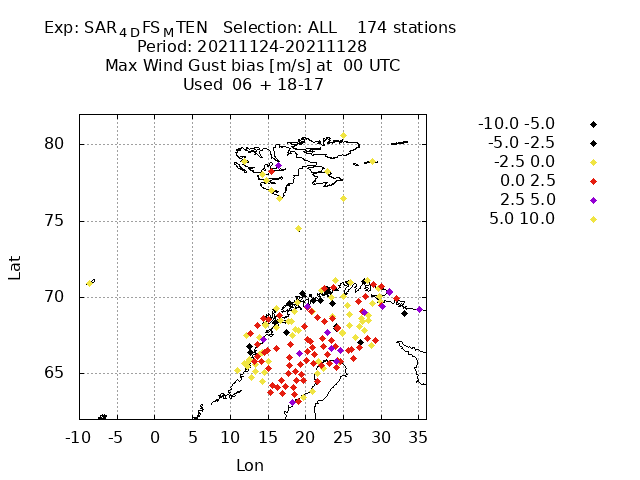 Exp: SAR4DFSMTEN Selection: ALL 174 stations
Period: 20211124-20211128
Max Wind Gust bias [m/s] at 00 UTC
Used 06 + 18-17
-10.0 -5.0
-5.0 -2.5
-2.5 0.0
0.0 2.5
2.5 5.0
5.0 10.0
80
75
70
65
Lat
-10 -5 0 5 10 15 20 25 30 35
Lon